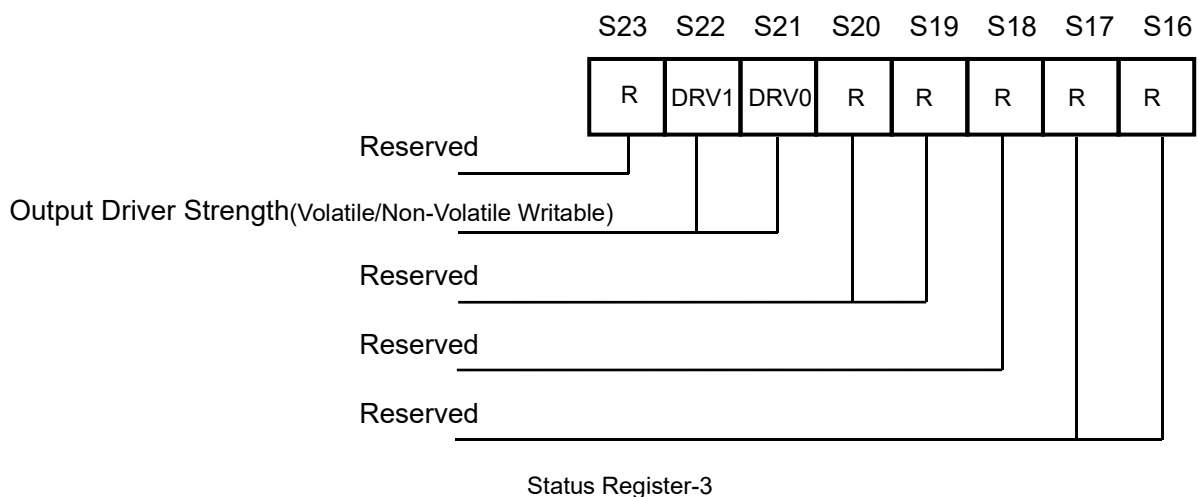 S23 S22 S21 S20 S19 S18 S17 S16
R DRV1 DRV0 R R R R R
Reserved
Output Driver Strength(Volatile/Non-Volatile Writable)
Reserved
Reserved
Reserved
Status Register-3